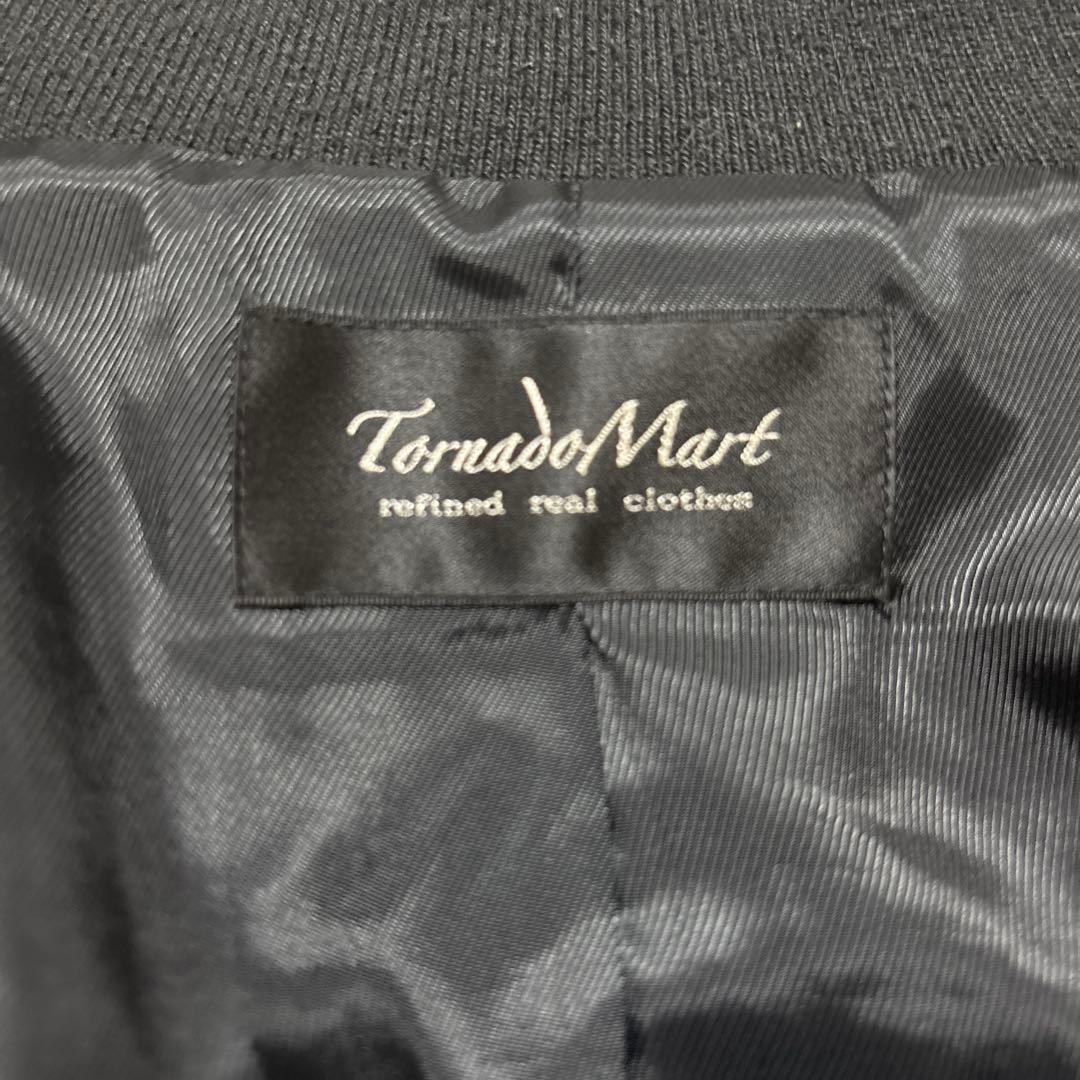 TornadoMart
refined real clothes